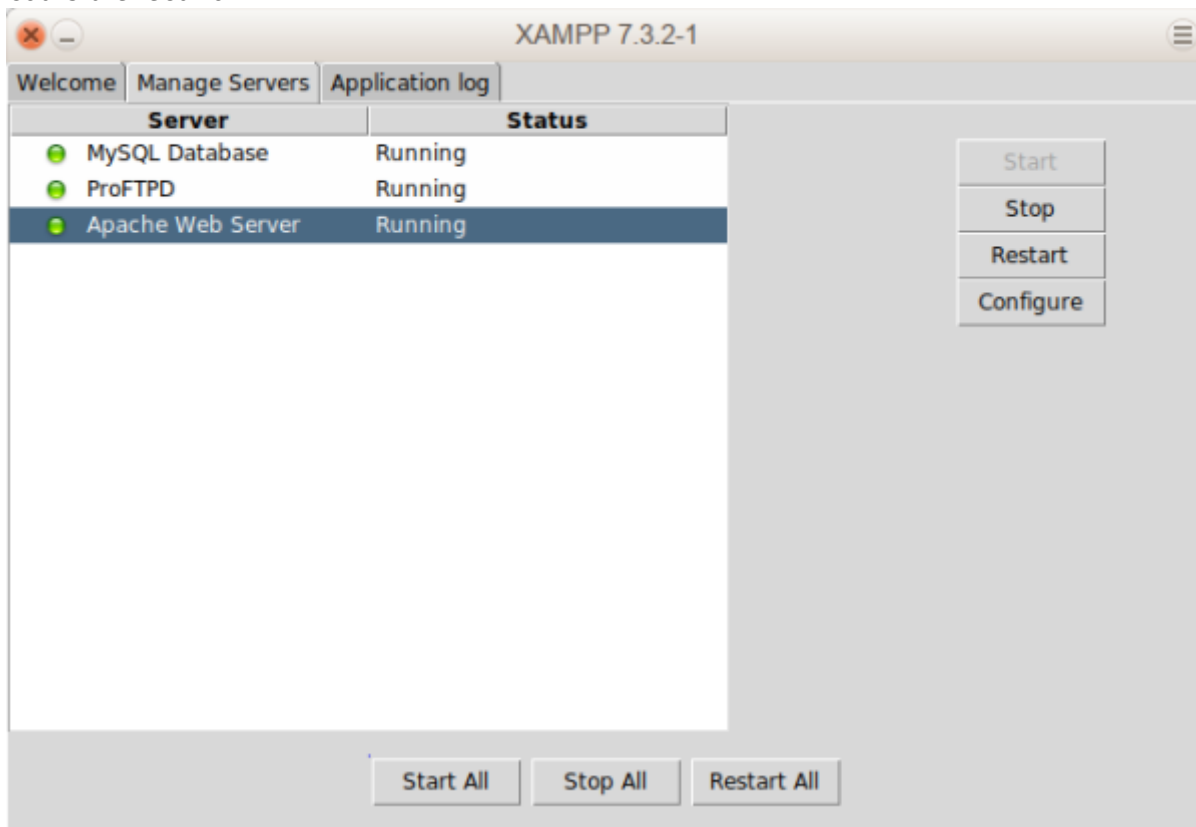 XAMPP 7.3.2-1
Welcome Manage Servers Application log
Server Status
MySQL Database Running
ProFTPD Running
Apache Web Server Running
Start
Stop
Restart
Configure
Start All Stop All Restart All